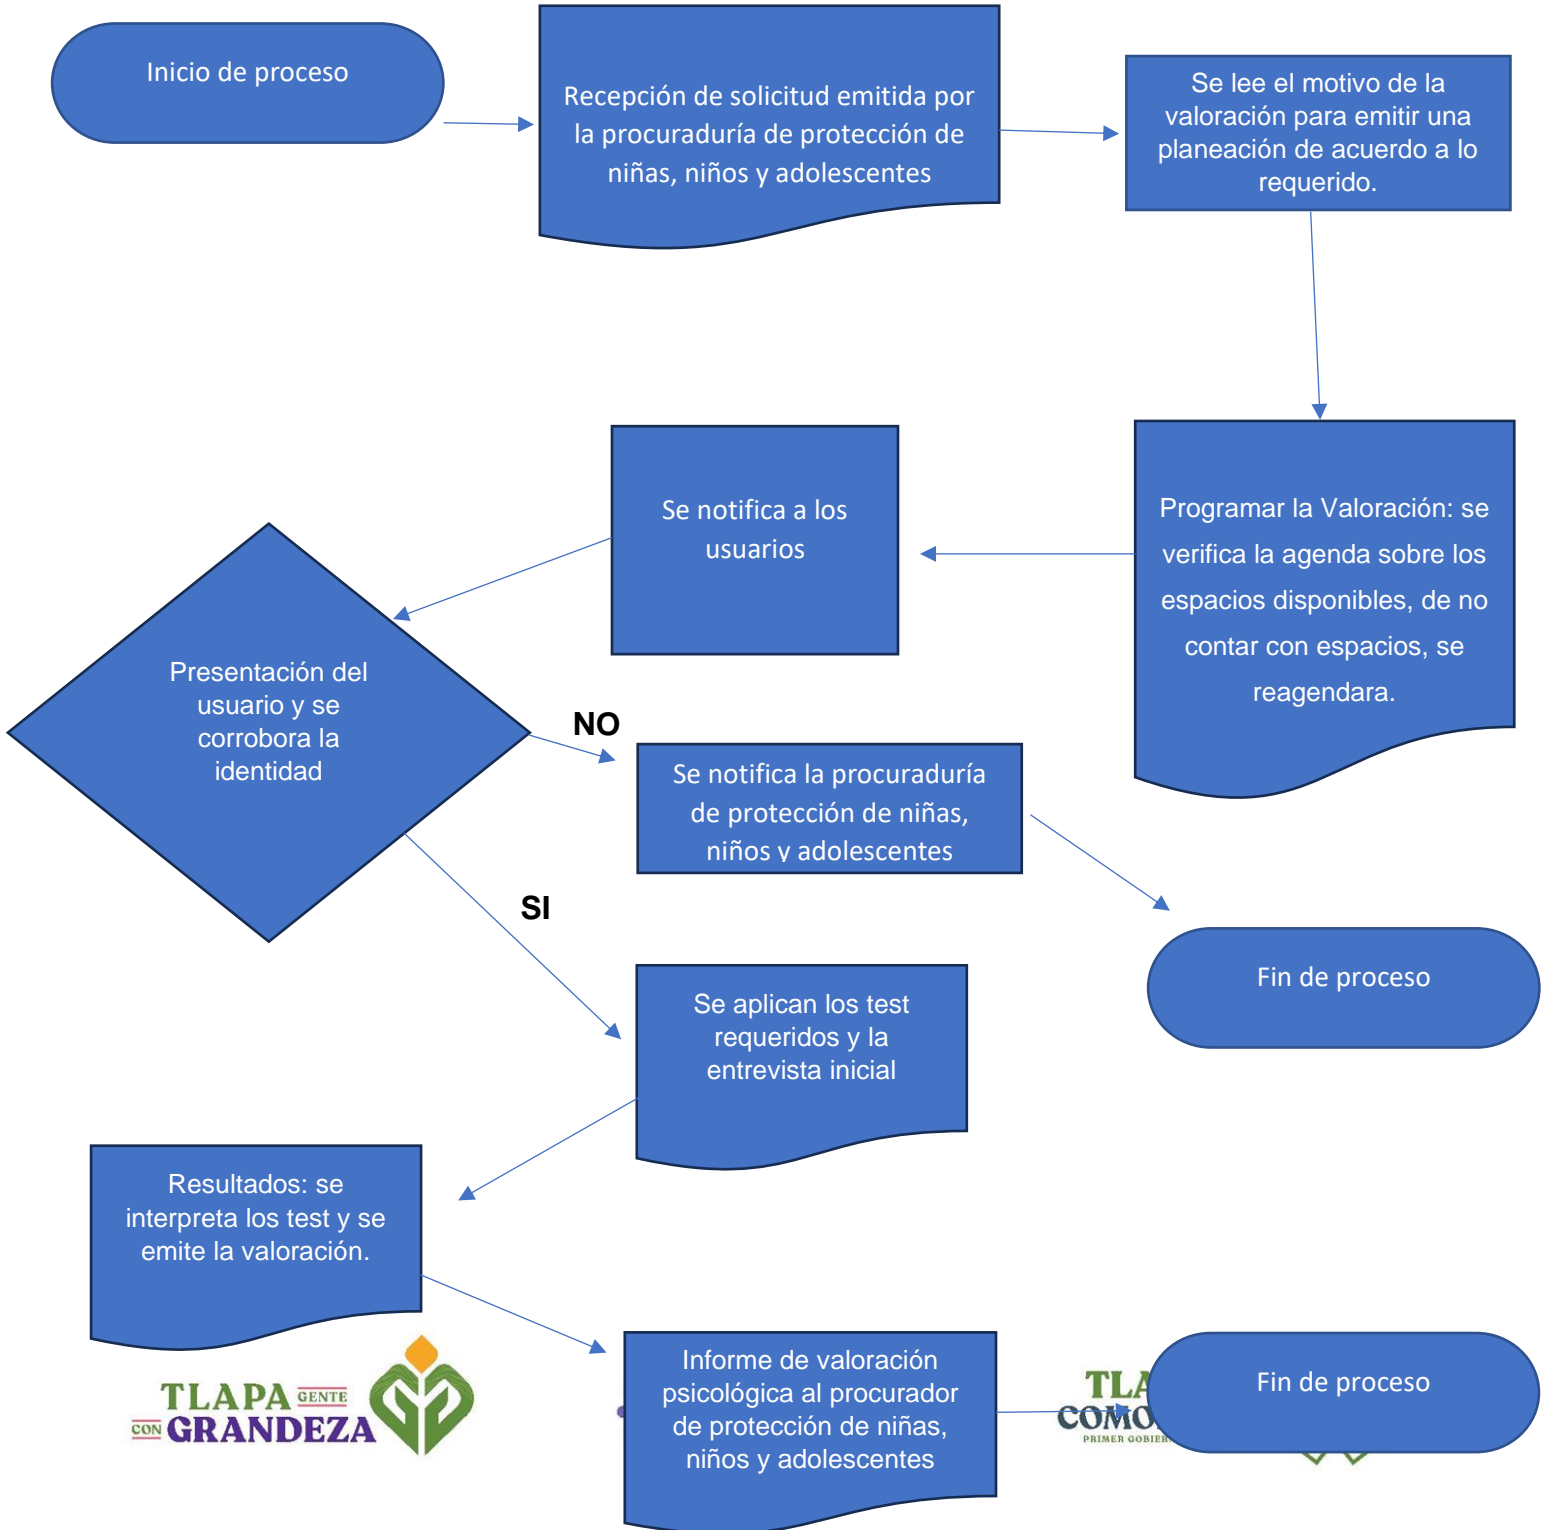 Inicio de proceso
Recepción de solicitud emitida por
la procuraduría de protección de
niñas, niños y adolescentes
Se lee el motivo de la
valoración para emitir una
planeación de acuerdo a lo
requerido.
Programar la Valoración: se
verifica la agenda sobre los
espacios disponibles, de no
contar con espacios, se
reagendara.
Se notifica a los
usuarios
Presentación del
usuario y se
corrobora la
identidad
NO
Se notifica la procuraduría
de protección de niñas,
niños y adolescentes
Fin de proceso
SI
Se aplican los test
requeridos y la
entrevista inicial
Resultados: se
interpreta los test y se
emite la valoración.
Informe de valoración
psicológica al procurador
de protección de niñas,
niños y adolescentes
Fin de proceso
TLAPA GENTE
CON GRANDEZA
PRIMER